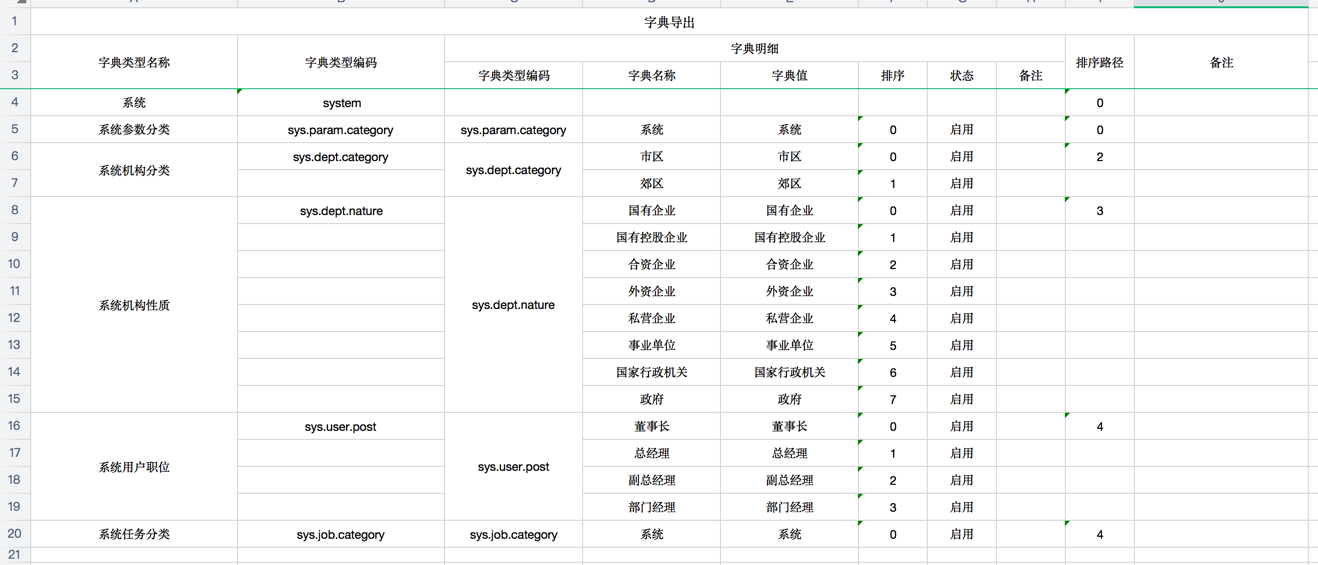 1 字典导出
2 字典类型名称 字典类型编码 字典明细 排序路径 备注
3 字典类型编码 字典名称 字典值 排序 状态 备注
4 系统 system 0
5 系统参数分类 sys.param.category sys.param.category 系统 系统 0 启用 0
6 系统机构分类 sys.dept.category sys.dept.category 市区 市区 0 启用 2
7 郊区 郊区 1 启用
8 sys.dept.nature 国有企业 国有企业 0 启用 3
9 国有控股企业 国有控股企业 1 启用
10 合资企业 合资企业 2 启用
11 系统机构性质 sys.dept.nature 外资企业 外资企业 3 启用
12 私营企业 私营企业 4 启用
13 事业单位 事业单位 5 启用
14 国家行政机关 国家行政机关 6 启用
15 政府 政府 7 启用
16 sys.user.post 董事长 董事长 0 启用 4
17 系统用户职位 sys.user.post 总经理 总经理 1 启用
18 副总经理 副总经理 2 启用
19 部门经理 部门经理 3 启用
20 系统任务分类 sys.job.category sys.job.category 系统 系统 0 启用 4
21